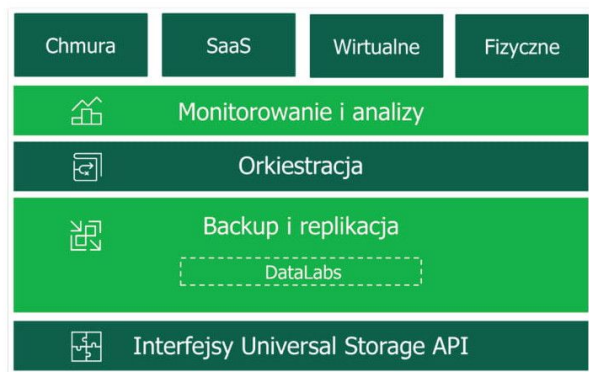 Chmura
SaaS
Wirtualne
Fizyczne
Monitorowanie i analizy
Orkiestracja
Backup i replikacja
DataLabs
Interfejsy Universal Storage API